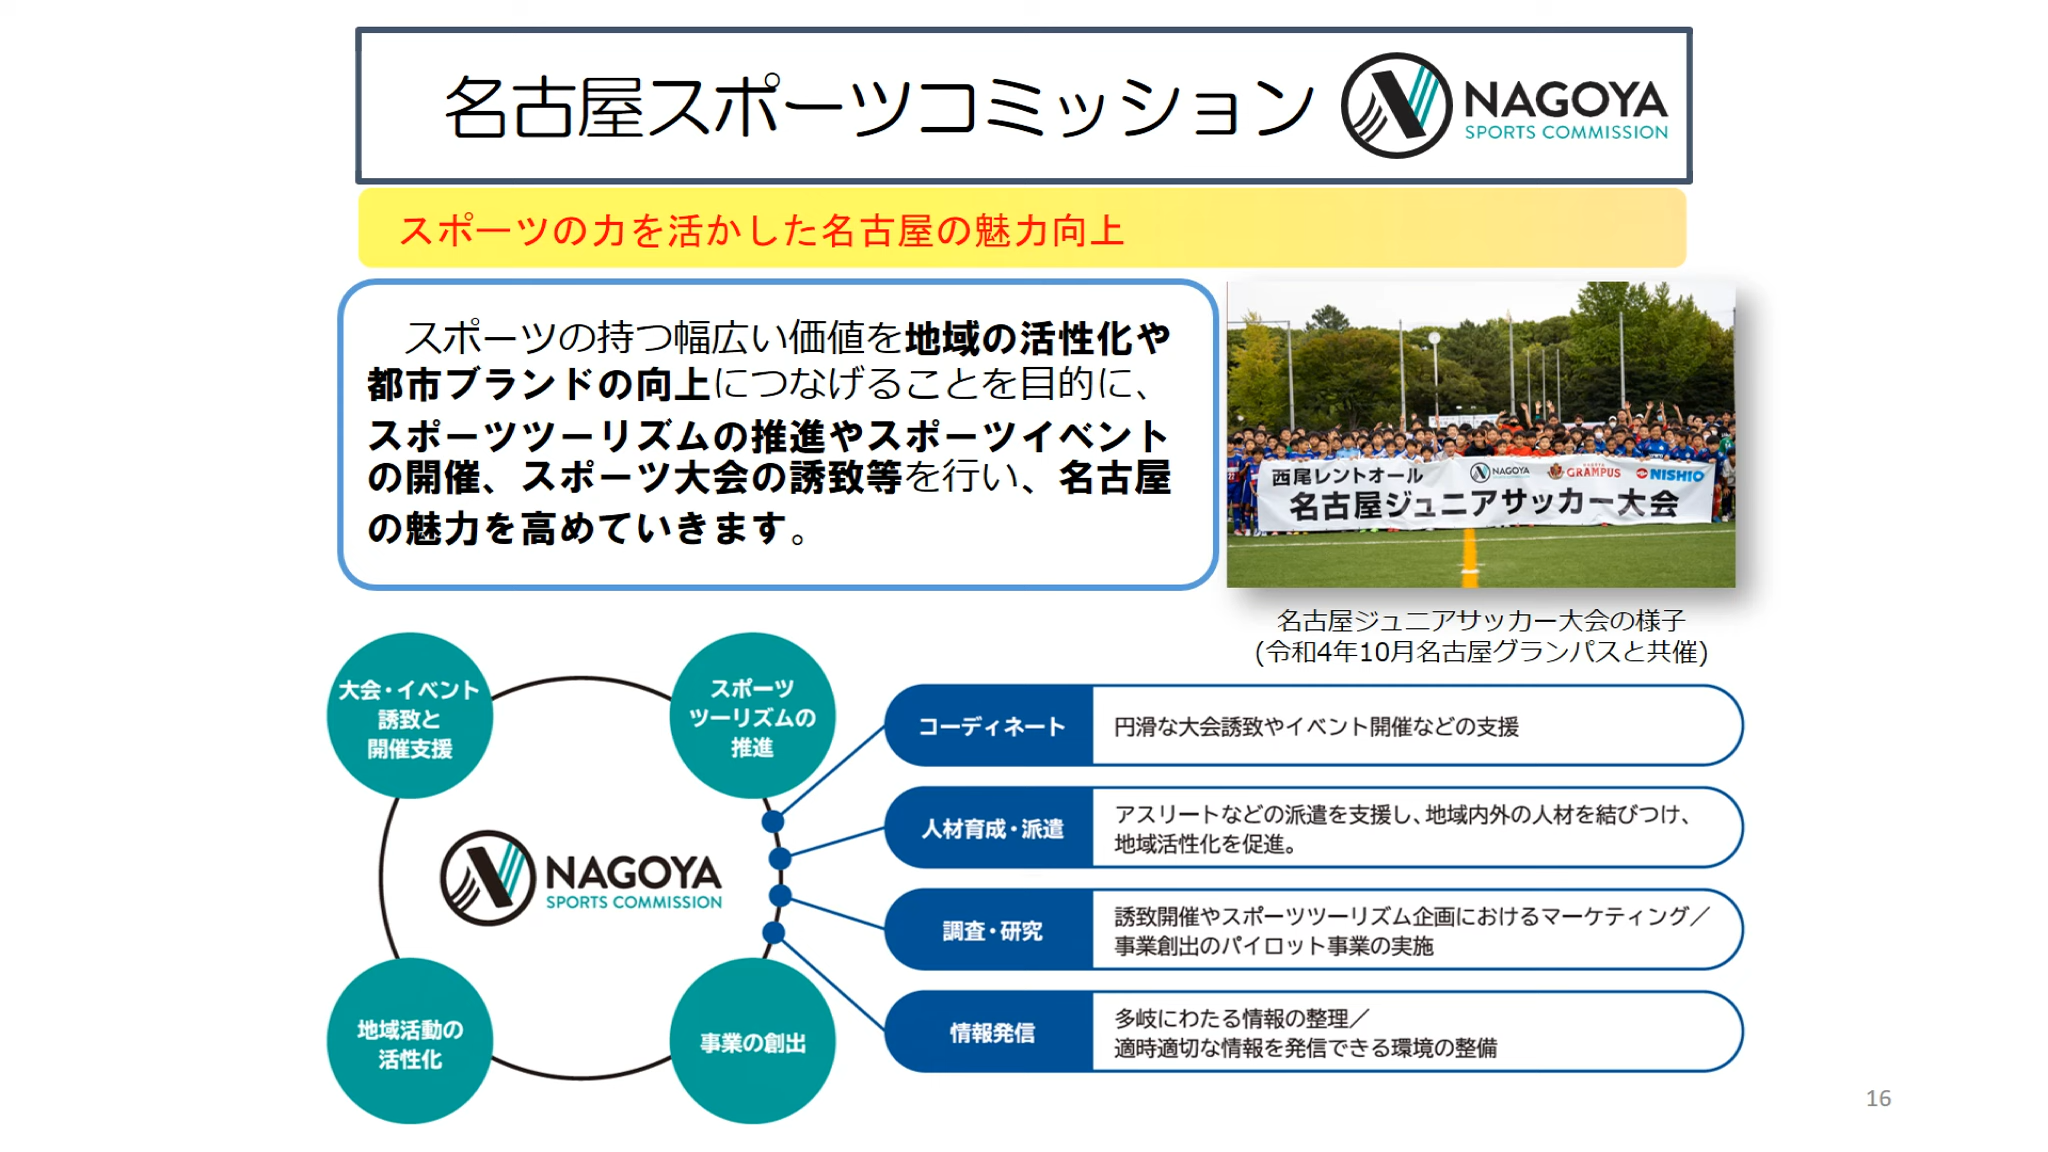 名古屋スポーツコミッション
NAGOYA
SPORTS COMMISSION
スポーツの力を活かした名古屋の魅力向上
スポーツの持つ幅広い価値を地域の活性化や
都市ブランドの向上につなげることを目的に、
スポーツツーリズムの推進やスポーツイベント
の開催、スポーツ大会の誘致等を行い、名古屋
の魅力を高めていきます。
西尾レントオール
NAGOYA
GRAMPUS
NISHIO
名古屋ジュニアサッカー大会
名古屋ジュニアサッカー大会の様子
(令和4年10月名古屋グランパスと共催)
大会・イベント
誘致と
開催支援
スポーツ
ツーリズムの
推進
NAGOYA
SPORTS COMMISSION
地域活動の
活性化
事業の創出
コーディネート
円滑な大会誘致やイベント開催などの支援
人材育成・派遣
アスリートなどの派遣を支援し、地域内外の人材を結びつけ、
地域活性化を促進。
調査・研究
誘致開催やスポーツツーリズム企画におけるマーケティング／
事業創出のパイロット事業の実施
情報発信
多岐にわたる情報の整理／
適時適切な情報を発信できる環境の整備
16